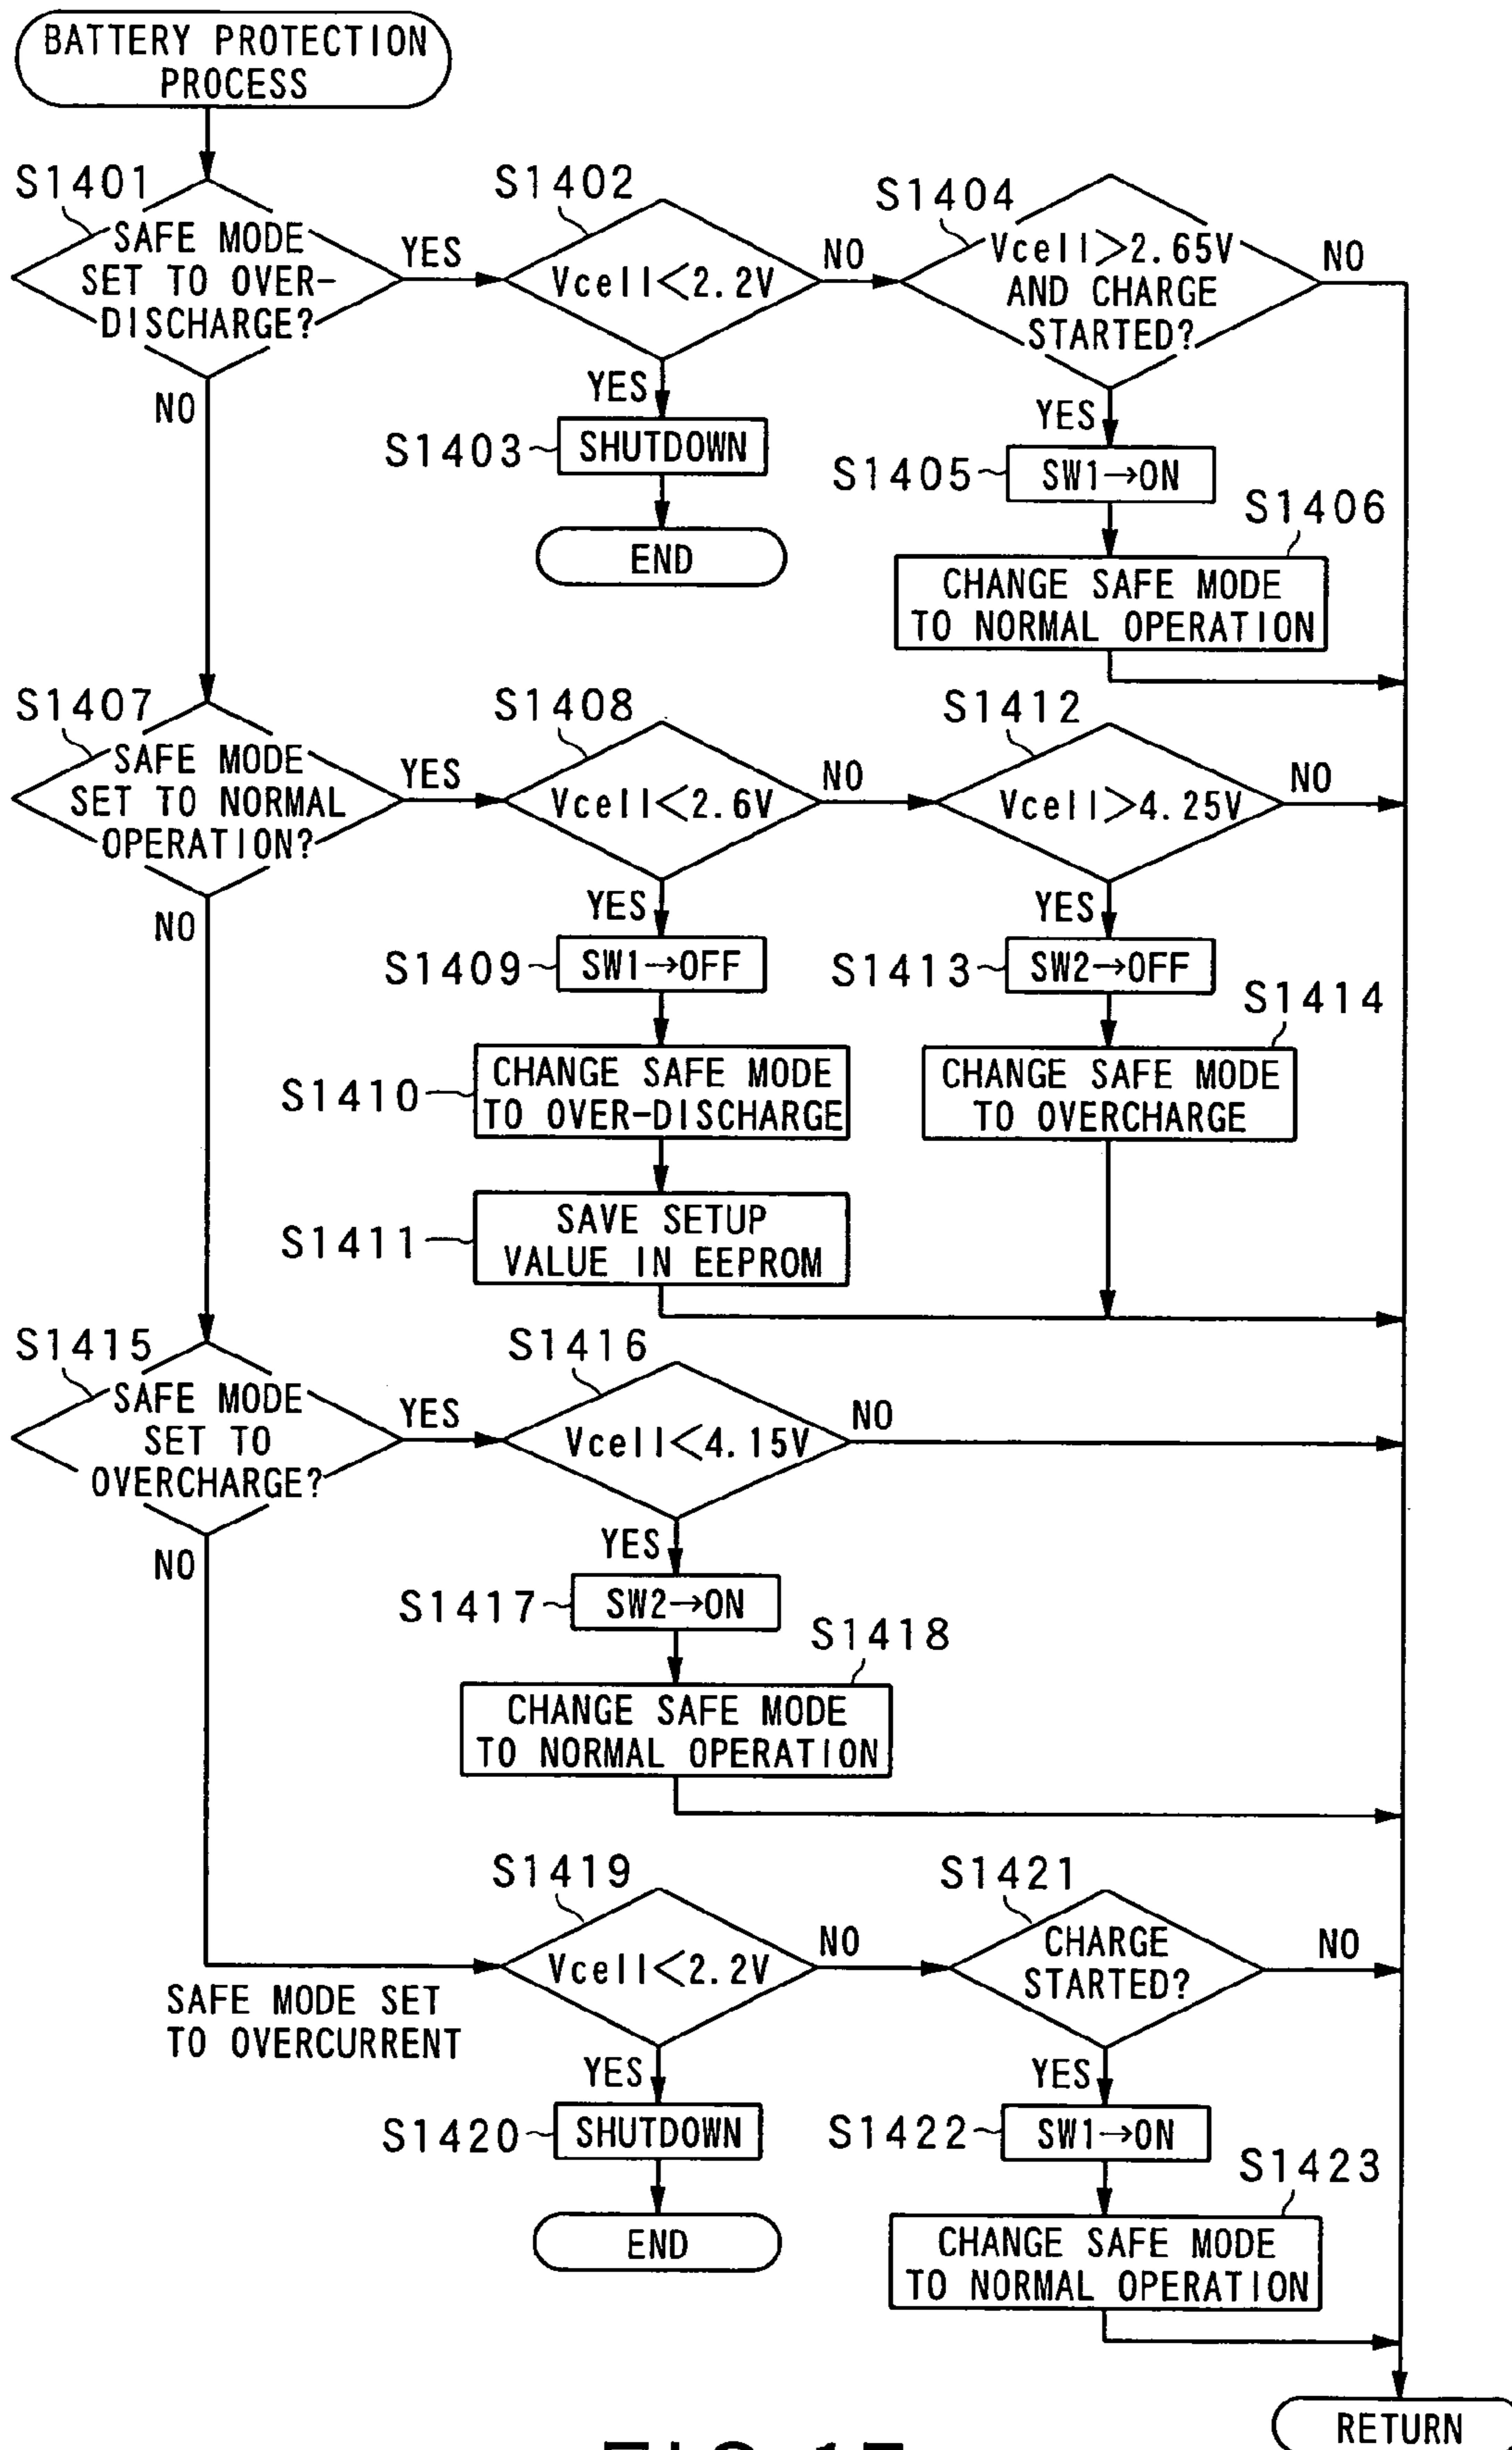 BATTERY PROTECTION
PROCESS
S1401
SAFE MODE
SET TO OVER-
DISCHARGE?
YES
NO
S1402
Vcell<2.2V
NO
YES
S1403
SHUTDOWN
END
S1404
Vcell>2.65V
AND CHARGE
STARTED?
NO
YES
S1405
SW1→ON
S1406
CHANGE SAFE MODE
TO NORMAL OPERATION
S1407
SAFE MODE
SET TO NORMAL
OPERATION?
YES
NO
S1408
Vcell<2.6V
NO
YES
S1409
SW1→OFF
S1410
CHANGE SAFE MODE
TO OVER-DISCHARGE
S1411
SAVE SETUP
VALUE IN EEPROM
S1412
Vcell>4.25V
NO
YES
S1413
SW2→OFF
S1414
CHANGE SAFE MODE
TO OVERCHARGE
S1415
SAFE MODE
SET TO
OVERCHARGE?
YES
NO
S1416
Vcell<4.15V
NO
YES
S1417
SW2→ON
S1418
CHANGE SAFE MODE
TO NORMAL OPERATION
SAFE MODE SET
TO OVERCURRENT
S1419
Vcell<2.2V
NO
YES
S1420
SHUTDOWN
END
S1421
CHARGE
STARTED?
NO
YES
S1422
SW1→ON
S1423
CHANGE SAFE MODE
TO NORMAL OPERATION
RETURN